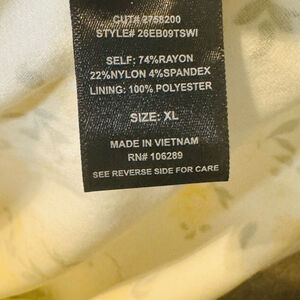 CUT# 2758200
STYLE# 26EB09TSWI
SELF: 74%RAYON
22%NYLON 4%SPANDEX
LINING: 100% POLYESTER
SIZE: XL
MADE IN VIETNAM
RN# 106289
SEE REVERSE SIDE FOR CARE